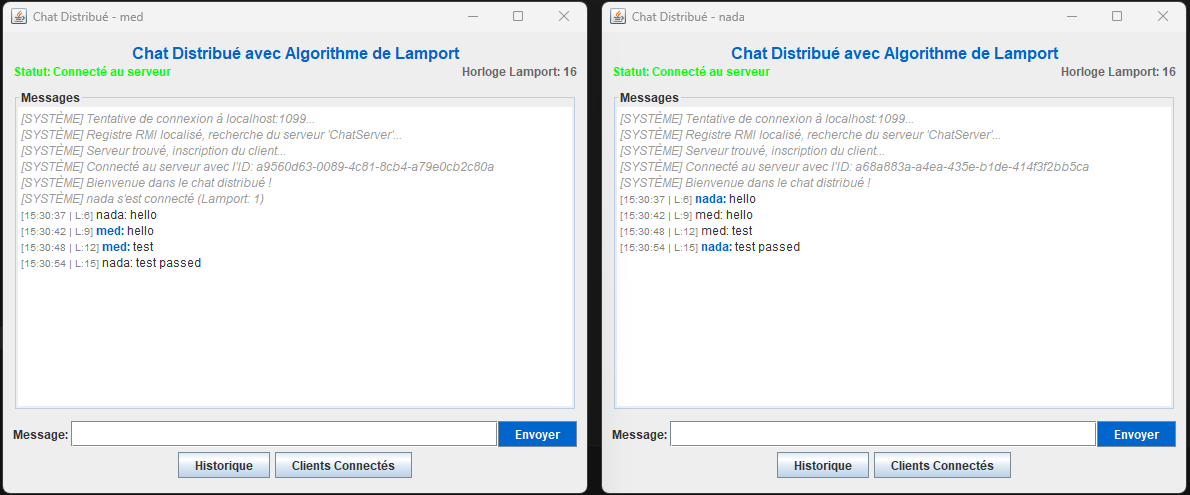 Chat Distribué - med
Chat Distribué avec Algorithme de Lamport
Statut: Connecté au serveur
Horloge Lamport: 16
Messages
[SYSTÈME] Tentative de connexion à localhost:1099...
[SYSTÈME] Registre RMI localisé, recherche du serveur 'ChatServer'...
[SYSTÈME] Serveur trouvé, inscription du client...
[SYSTÈME] Connecté au serveur avec l'ID: a9560d63-0089-4c81-8cb4-a79e0cb2c80a
[SYSTÈME] Bienvenue dans le chat distribué !
[SYSTÈME] nada s'est connecté (Lamport: 1)
[15:30:37 | L:6] nada: hello
[15:30:42 | L:9] med: hello
[15:30:48 | L:12] med: test
[15:30:54 | L:15] nada: test passed
Message:
Envoyer
Historique
Clients Connectés
Chat Distribué - nada
Chat Distribué avec Algorithme de Lamport
Statut: Connecté au serveur
Horloge Lamport: 16
Messages
[SYSTÈME] Tentative de connexion à localhost:1099...
[SYSTÈME] Registre RMI localisé, recherche du serveur 'ChatServer'...
[SYSTÈME] Serveur trouvé, inscription du client...
[SYSTÈME] Connecté au serveur avec l'ID: a68a883a-a4ea-435e-b1de-414f3f2bb5ca
[SYSTÈME] Bienvenue dans le chat distribué !
[15:30:37 | L:6] nada: hello
[15:30:42 | L:9] med: hello
[15:30:48 | L:12] med: test
[15:30:54 | L:15] nada: test passed
Message:
Envoyer
Historique
Clients Connectés